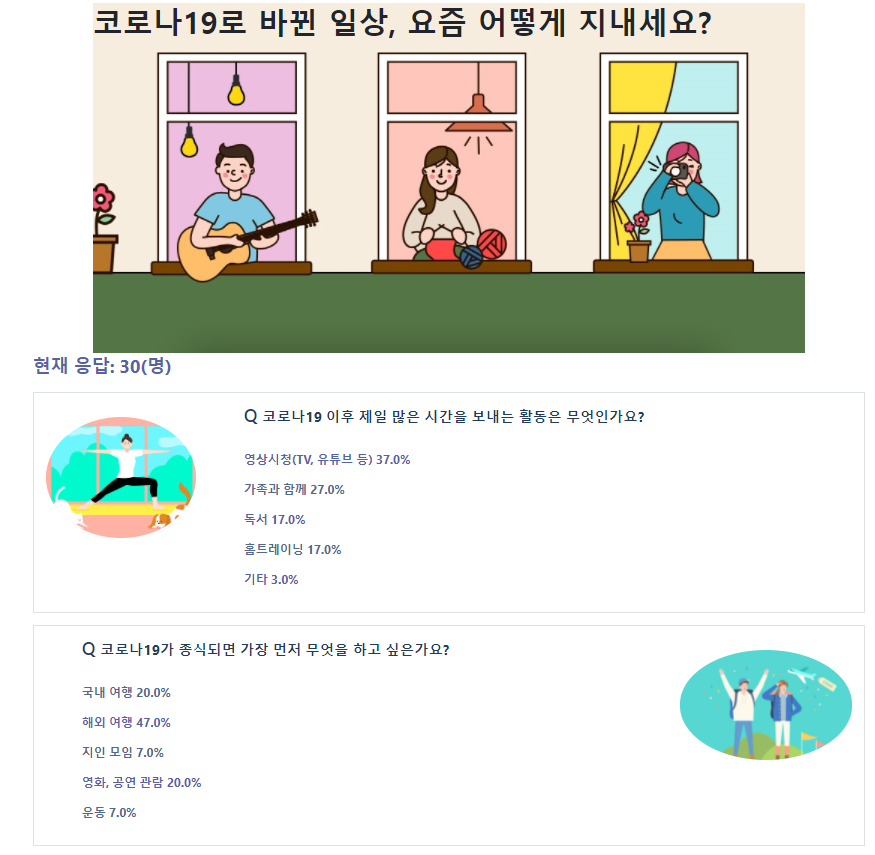 코로나19로 바뀐 일상, 요즘 어떻게 지내세요?
현재 응답: 30(명)
Q 코로나19 이후 제일 많은 시간을 보내는 활동은 무엇인가요?
영상시청(TV, 유튜브 등) 37.0%
가족과 함께 27.0%
독서 17.0%
홈트레이닝 17.0%
기타 3.0%
Q 코로나19가 종식되면 가장 먼저 무엇을 하고 싶은가요?
국내 여행 20.0%
해외 여행 47.0%
지인 모임 7.0%
영화, 공연 관람 20.0%
운동 7.0%